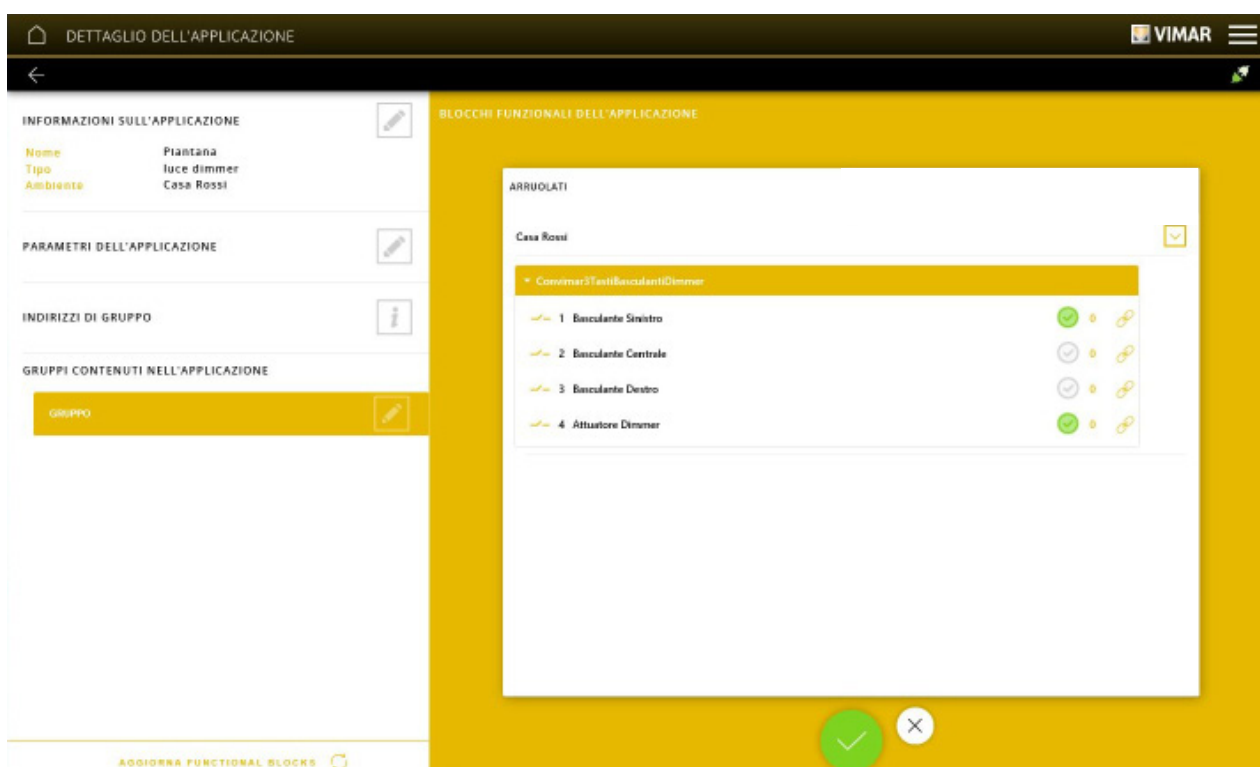 DETTAGLIO DELL'APPLICAZIONE
VIMAR
INFORMAZIONI SULL'APPLICAZIONE
Nome Piantana
Tipo luce dimmer
Ambiente Casa Rossi
PARAMETRI DELL'APPLICAZIONE
INDIRIZZI DI GRUPPO
i
GRUPPI CONTENUTI NELL'APPLICAZIONE
GRUPPO
AGGIORNA FUNCTIONAL BLOCKS
BLOCCHI FUNZIONALI DELL'APPLICAZIONE
ARRUOLATI
Casa Rossi
Convimar3TastiBasculantiDimmer
1 Basculante Sinistro 0
2 Basculante Centrale 0
3 Basculante Destro 0
4 Attuatore Dimmer 0